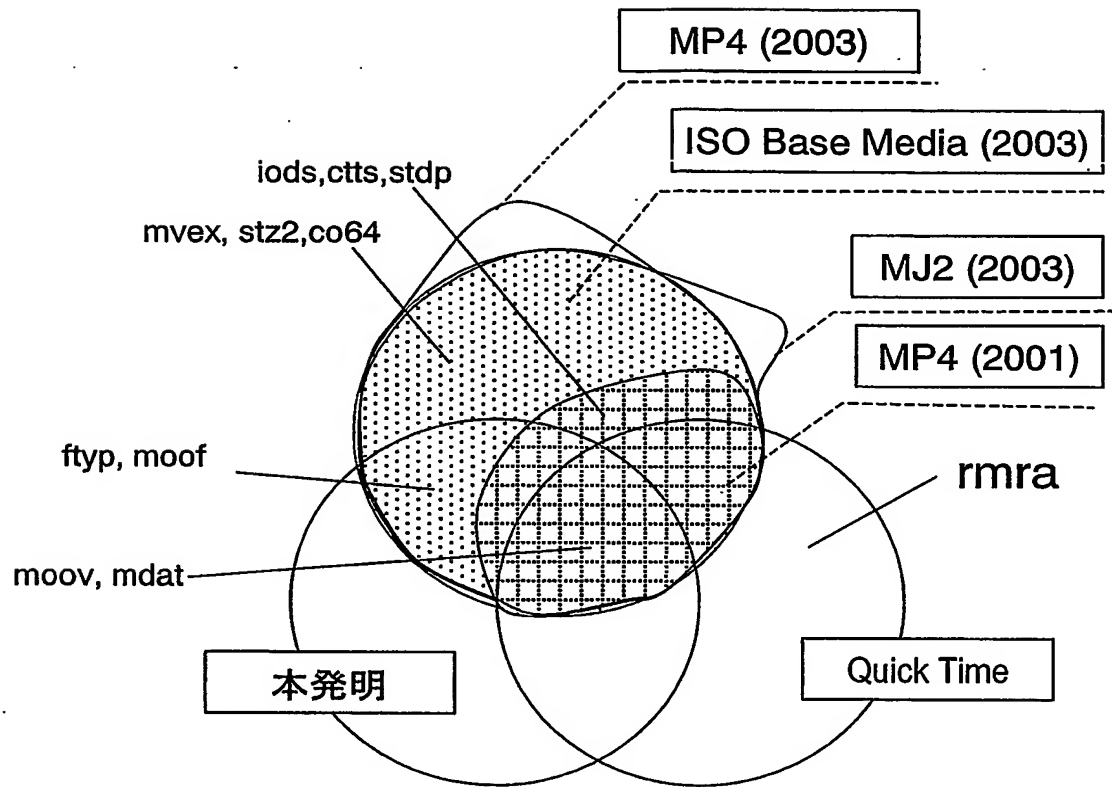 MP4 (2003)
ISO Base Media (2003)
iods,ctts,stdp
mvex, stz2,co64
MJ2 (2003)
MP4 (2001)
ftyp, moof
rmra
moov, mdat
本発明
Quick Time